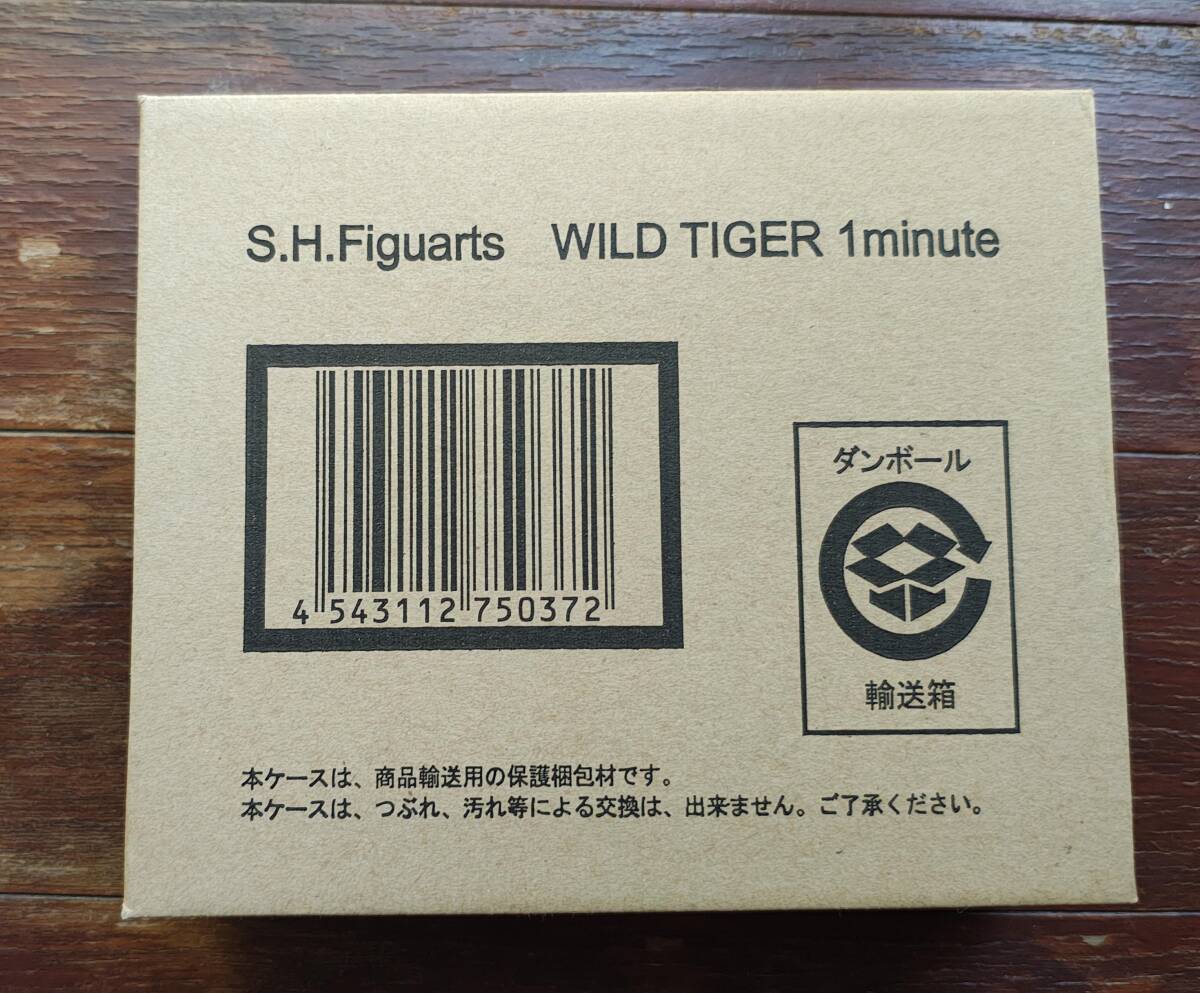 S.H.Figuarts WILD TIGER 1minute
4 543112 750372
ダンボール
輸送箱
本ケースは、商品輸送用の保護梱包材です。
本ケースは、つぶれ、汚れ等による交換は、出来ません。ご了承ください。